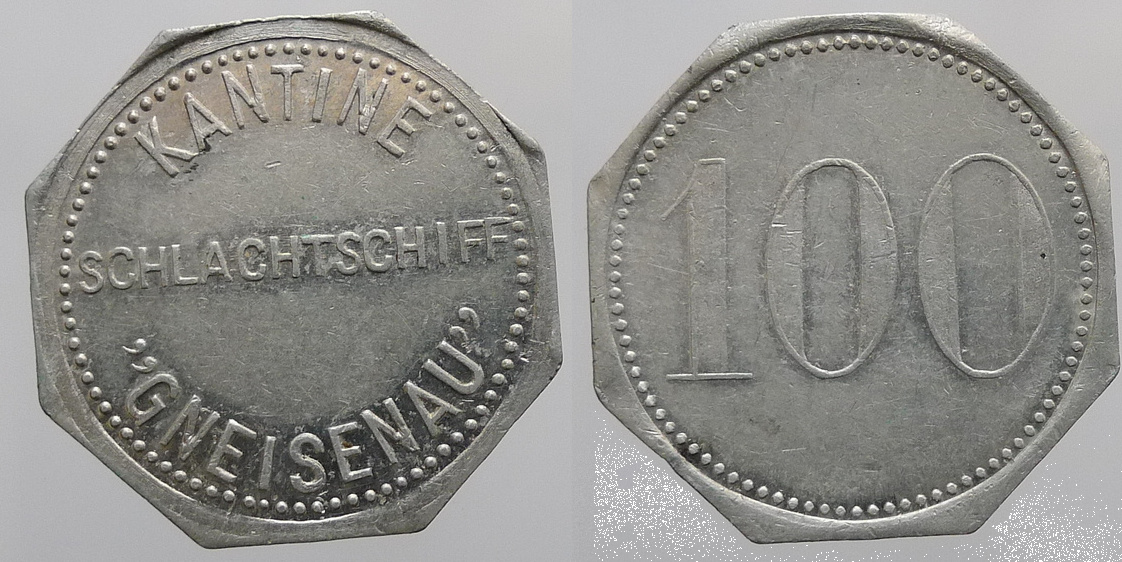 KANTINE
SCHLACHTSCHIFF
„GNEISENAU”
100